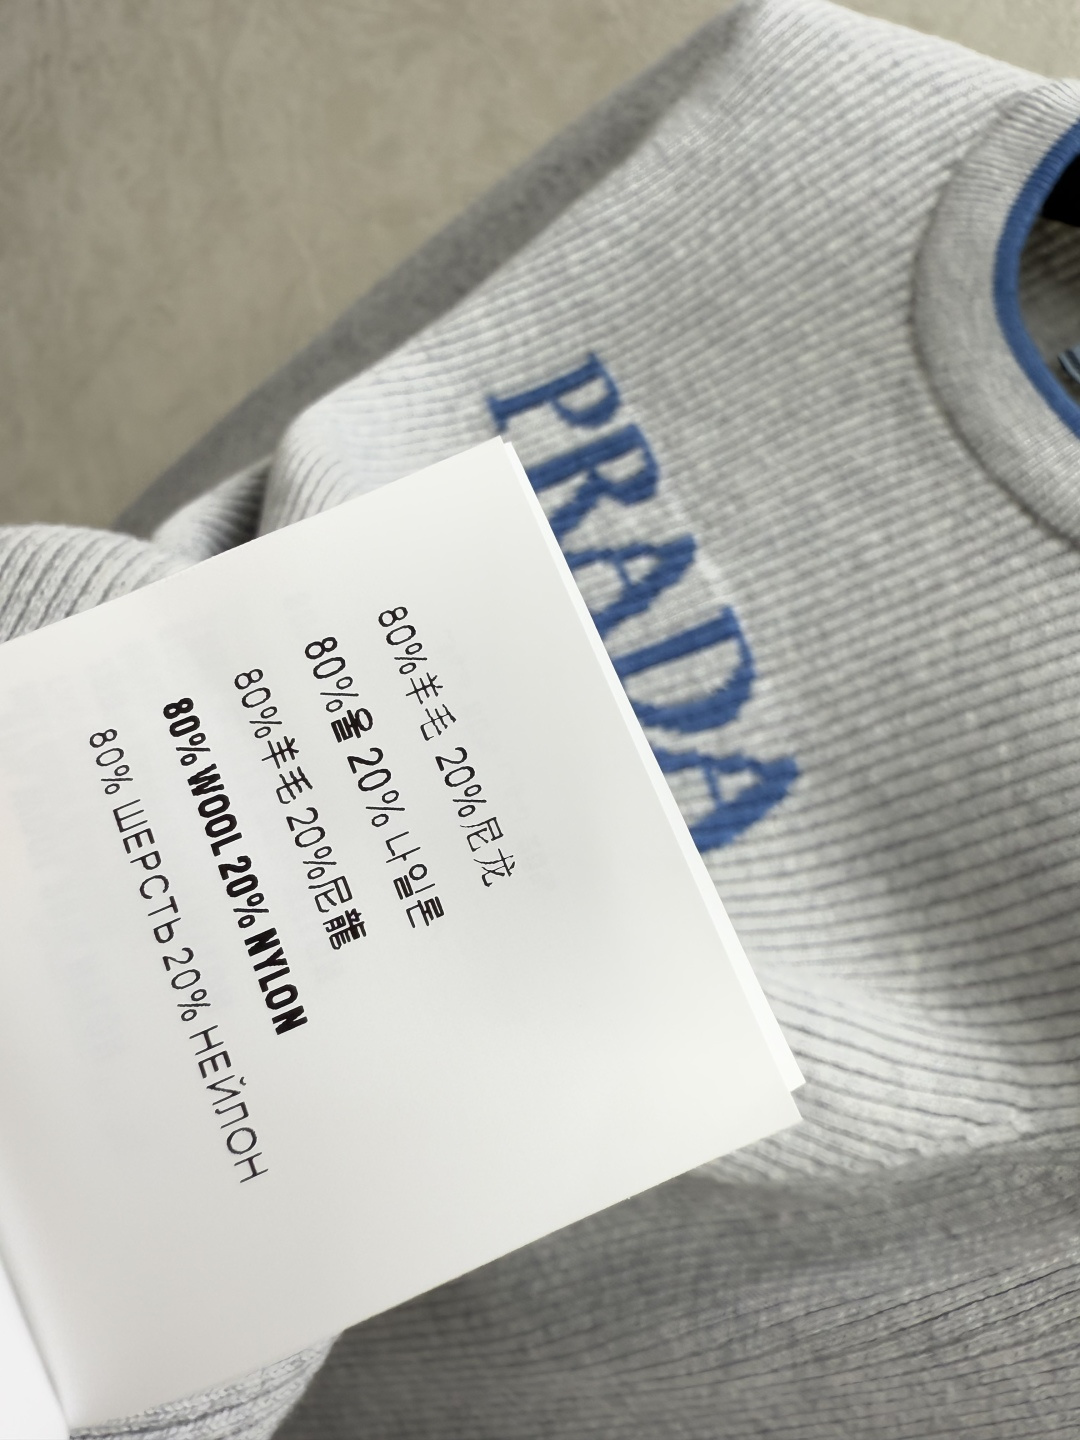 PRADA
80%羊毛 20%尼龙
80%울 20% 나일론
80%羊毛 20%尼龍
80% WOOL 20% NYLON
80% ШЕРСТЬ 20% НЕЙЛОН